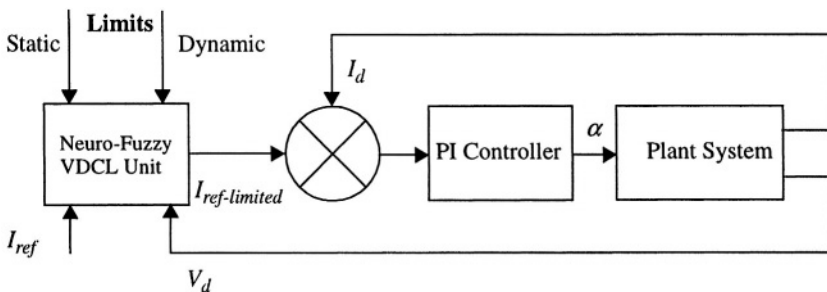 Limits
Static
Dynamic
I_d
Neuro-Fuzzy
VDCL Unit
I_ref-limited
PI Controller
α
Plant System
I_ref
V_d